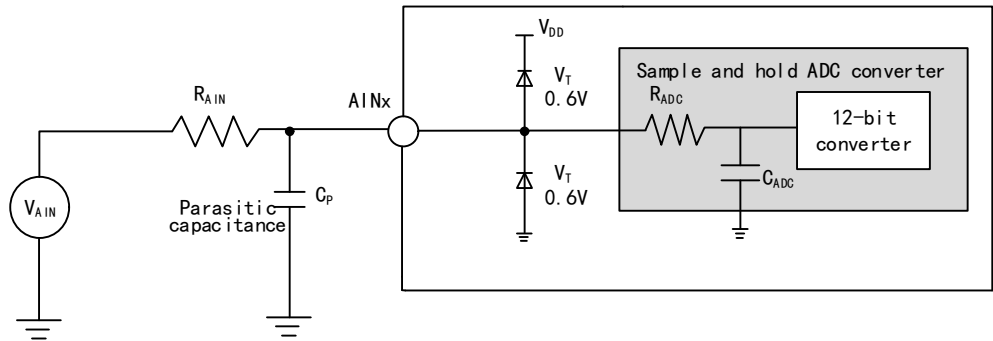 V_DD
Sample and hold ADC converter
V_T
0.6V
R_AIN
AINx
R_ADC
12-bit
converter
V_T
0.6V
C_ADC
V_AIN
Parasitic
capacitance
C_P